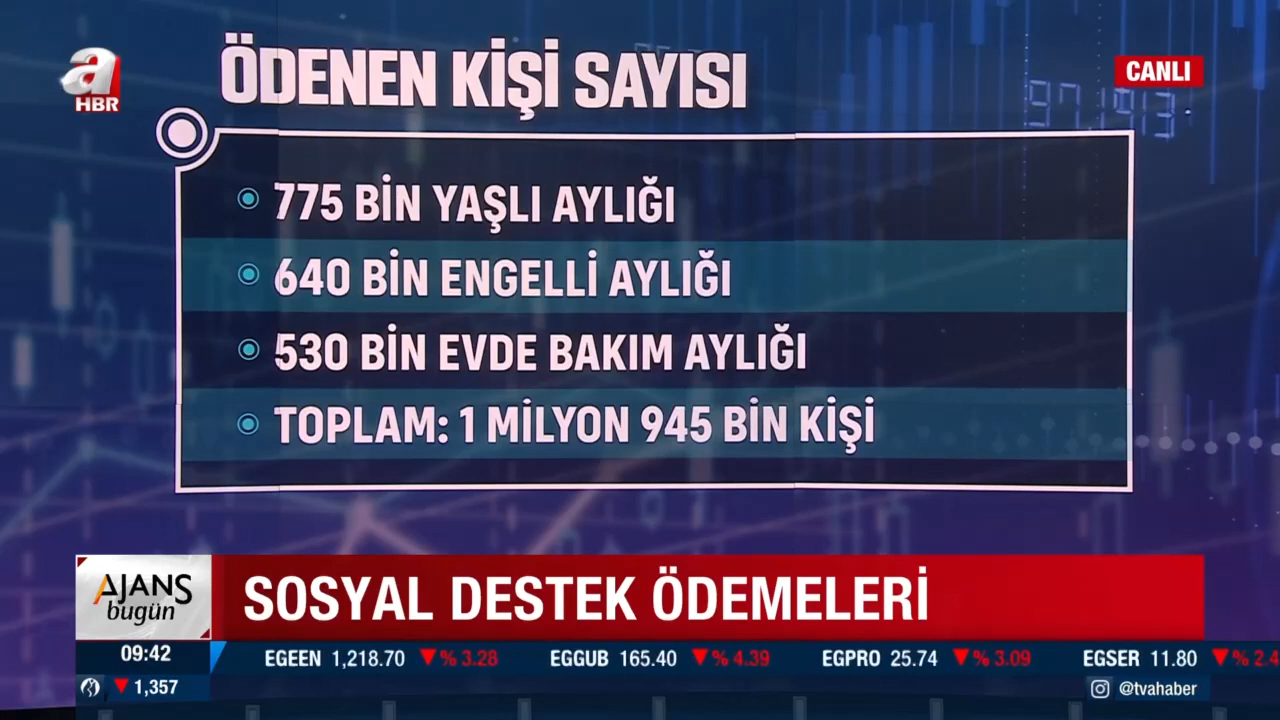 a
HBR
ÖDENEN KİŞİ SAYISI
CANLI
775 BİN YAŞLI AYLIĞI
640 BİN ENGELLİ AYLIĞI
530 BİN EVDE BAKIM AYLIĞI
TOPLAM: 1 MİLYON 945 BİN KİŞİ
AJANS
bugün
SOSYAL DESTEK ÖDEMELERİ
09:42
EGEEN 1,218.70 ▼% 3.28 EGGUB 165.40 ▼% 4.39 EGPRO 25.74 ▼% 3.09 EGSER 11.80 ▼% 2.4
▼ 1,357
@tvahaber